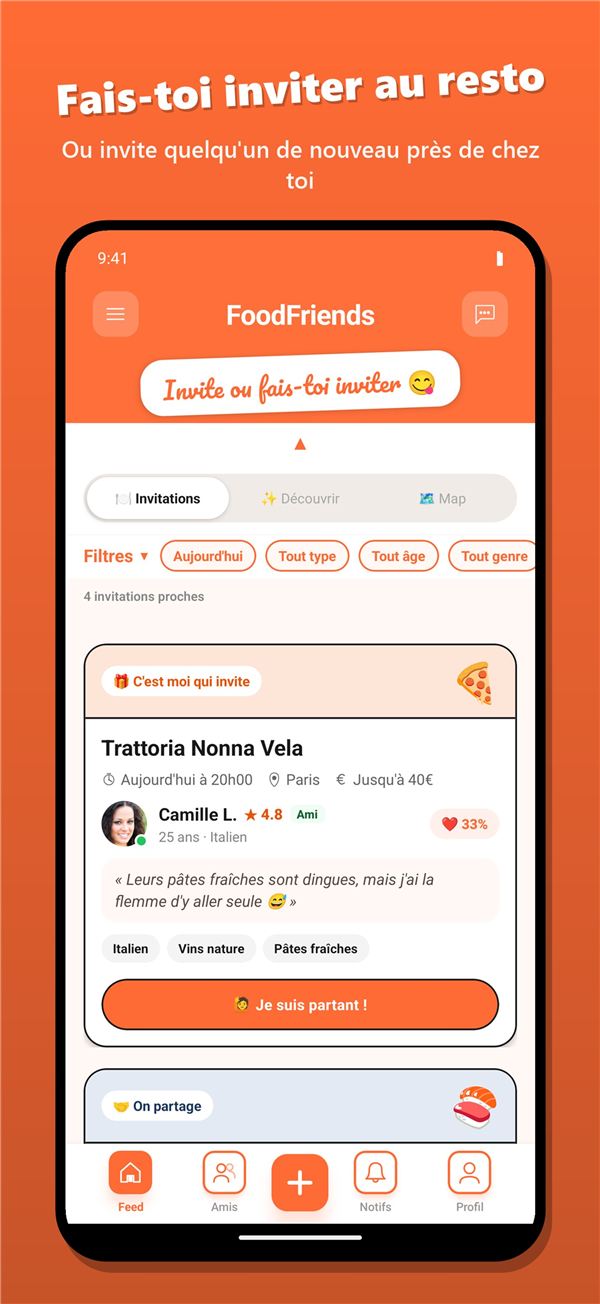 Fais-toi inviter au resto
Ou invite quelqu'un de nouveau près de chez
toi
9:41
FoodFriends
Invite ou fais-toi inviter 😋
🍽️ Invitations ✨ Découvrir 🗺️ Map
Filtres ▼ Aujourd'hui Tout type Tout âge Tout genre
4 invitations proches
🎁 C'est moi qui invite
Trattoria Nonna Vela
Aujourd'hui à 20h00 Paris € Jusqu'à 40€
Camille L. ★ 4.8 Ami
25 ans · Italien
❤️ 33%
« Leurs pâtes fraîches sont dingues, mais j'ai la
flemme d'y aller seule 😅 »
Italien Vins nature Pâtes fraîches
🙋 Je suis partant !
🤝 On partage
Feed Amis Notifs Profil